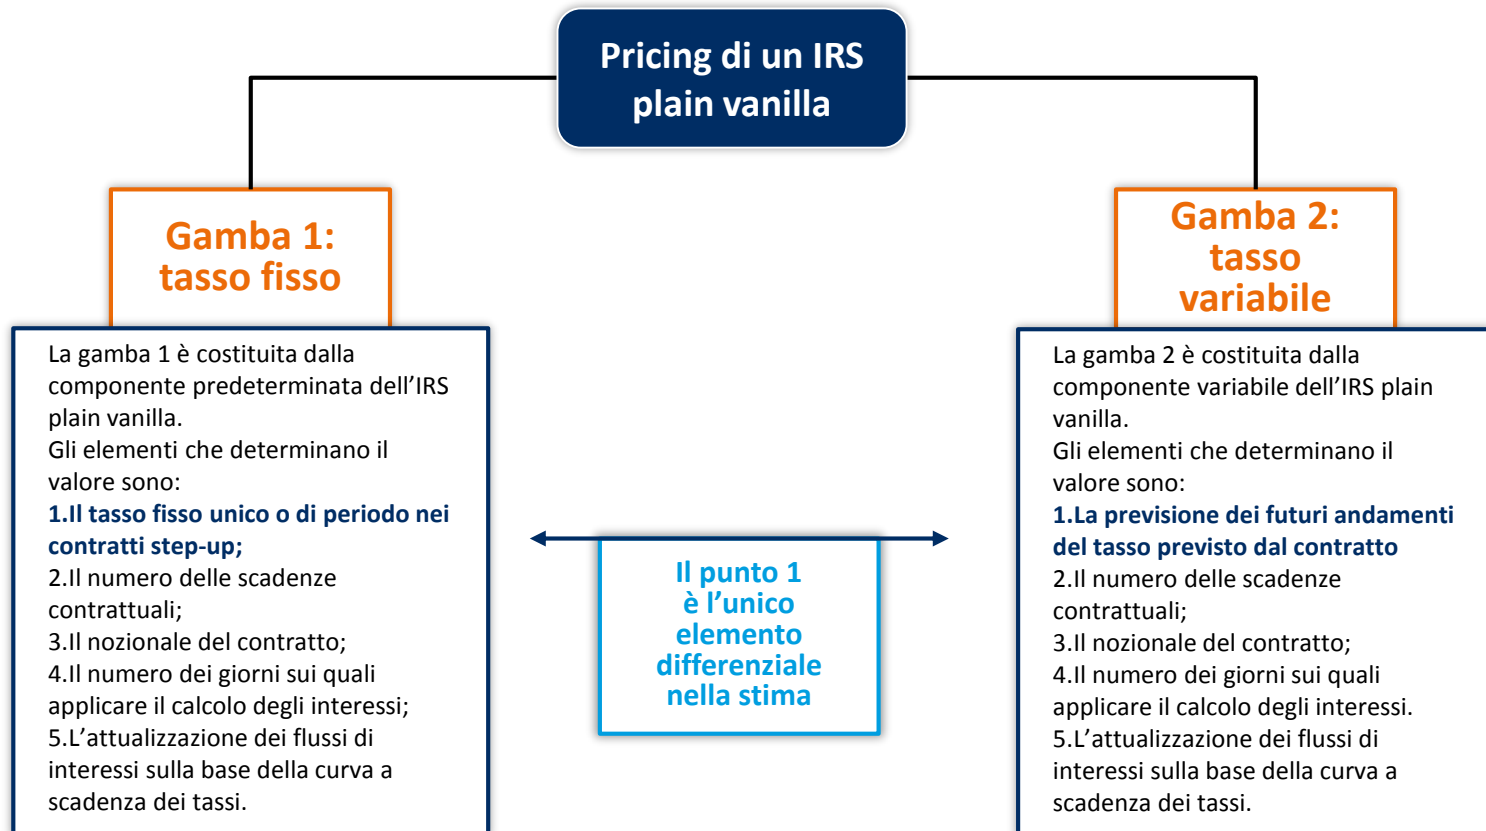 Pricing di un IRS
plain vanilla
Gamba 1:
tasso fisso
La gamba 1 è costituita dalla
componente predeterminata dell’IRS
plain vanilla.
Gli elementi che determinano il
valore sono:
1.Il tasso fisso unico o di periodo nei
contratti step-up;
2.Il numero delle scadenze
contrattuali;
3.Il nozionale del contratto;
4.Il numero dei giorni sui quali
applicare il calcolo degli interessi;
5.L’attualizzazione dei flussi di
interessi sulla base della curva a
scadenza dei tassi.
Il punto 1
è l’unico
elemento
differenziale
nella stima
Gamba 2:
tasso
variabile
La gamba 2 è costituita dalla
componente variabile dell’IRS plain
vanilla.
Gli elementi che determinano il
valore sono:
1.La previsione dei futuri andamenti
del tasso previsto dal contratto
2.Il numero delle scadenze
contrattuali;
3.Il nozionale del contratto;
4.Il numero dei giorni sui quali
applicare il calcolo degli interessi.
5.L’attualizzazione dei flussi di
interessi sulla base della curva a
scadenza dei tassi.